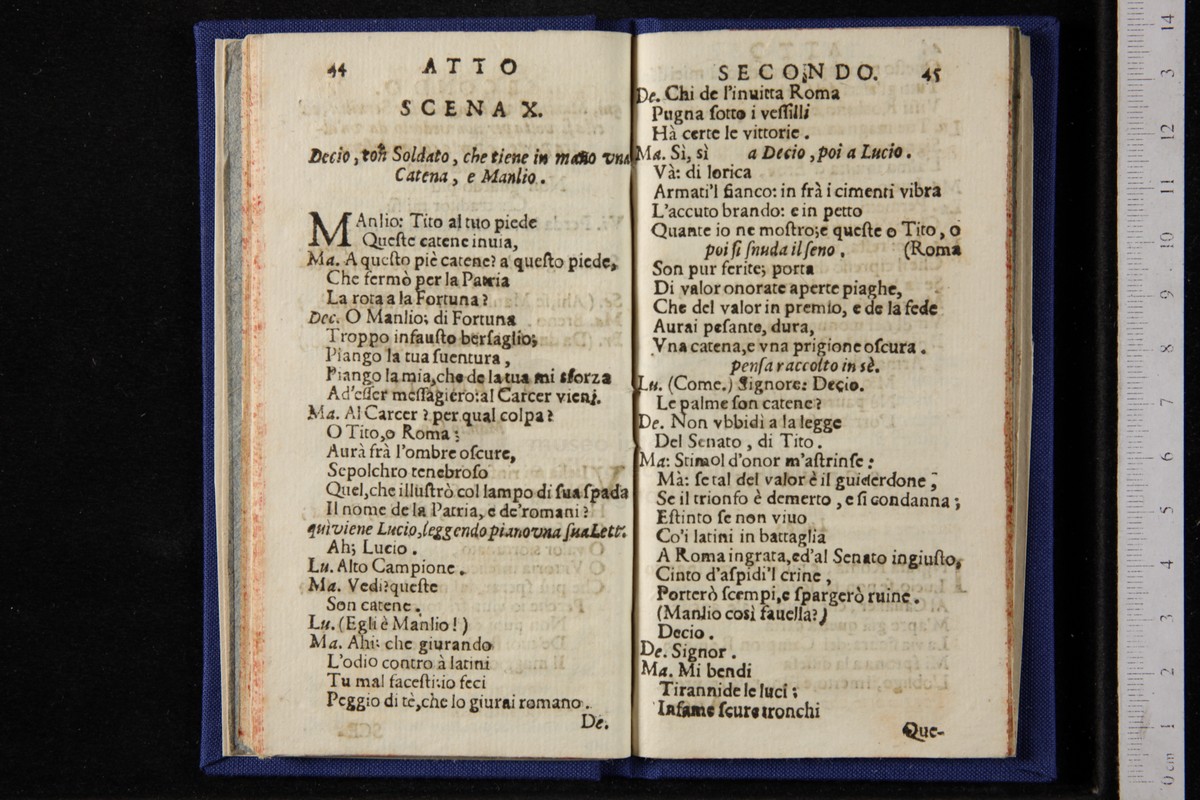 44 ATTO
SCENA X.
Decio, con Soldato, che tiene in mano vna
Catena, e Manlio.
MAnlio: Tito al tuo piede
Queſte catene inuia,
Ma. A queſto piè catene? a queſto piede,
Che fermò per la Patria
La rota a la Fortuna?
Dec. O Manlio; di Fortuna
Troppo infauſto berſaglio;
Piango la tua ſuentura,
Piango la mia, che de la tua mi sforza
Ad'eſſer meſſagiero: al Carcer vieni.
Ma. Al Carcer? per qual colpa?
O Tito, o Roma;
Aurà frà l'ombre oſcure,
Sepolchro tenebroſo
Quel, che illuſtrò col lampo di ſua ſpada
Il nome de la Patria, e de'romani?
qui viene Lucio, leggendo piano vna ſua Lett.
Ah; Lucio.
Lu. Alto Campione.
Ma. Vedi? queſte
Son catene.
Lu. (Egli è Manlio!)
Ma. Ahi: che giurando
L'odio contro à latini
Tu mal faceſti: io feci
Peggio di tè, che lo giurai romano.
De.
SECONDO. 45
De. Chi de l'inuitta Roma
Pugna ſotto i veſſilli
Hà certe le vittorie.
Ma. Sì, sì a Decio, poi a Lucio.
Và: di lorica
Armati'l fianco: in frà i cimenti vibra
L'accuto brando: e in petto
Quante io ne moſtro; e queſte o Tito, o
poi ſi ſnuda il ſeno. (Roma
Son pur ferite; porta
Di valor onorate aperte piaghe,
Che del valor in premio, e de la fede
Aurai peſante, dura,
Vna catena, e vna prigione oſcura.
penſa raccolto in sè.
Lu. (Come.) Signore: Decio.
Le palme ſon catene?
De. Non vbbidì a la legge
Del Senato, di Tito.
Ma: Stimol d'onor m'aſtrinſe:
Mà: ſe tal del valor è il guiderdone;
Se il trionfo è demerto, e ſi condanna;
Eſtinto ſe non viuo
Co'i latini in battaglia
A Roma ingrata, ed'al Senato ingiuſto,
Cinto d'aſpidi'l crine,
Porterò ſcempi, e ſpargerò ruine.
(Manlio così fauella?)
Decio.
De. Signor.
Ma. Mi bendi
Tirannide le luci;
Infame ſcure tronchi
Que-